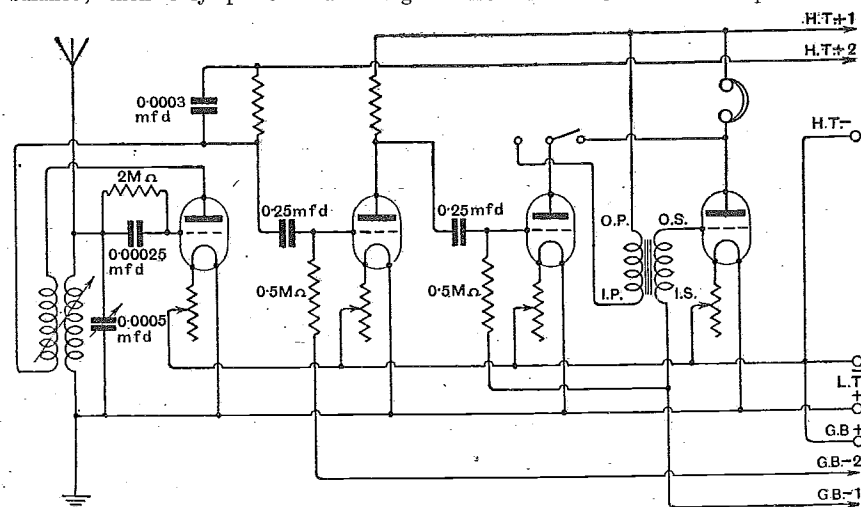 H.T.+1
H.T.+2
0·0003
mfd
H.T.-
2MΩ
0·25mfd
0·25mfd
O.P.
O.S.
0·00025
mfd
0·5MΩ
0·5MΩ
I.P.
I.S.
0·0005
mfd
L.T
-
+
G.B +
G.B.-2
G.B.-1